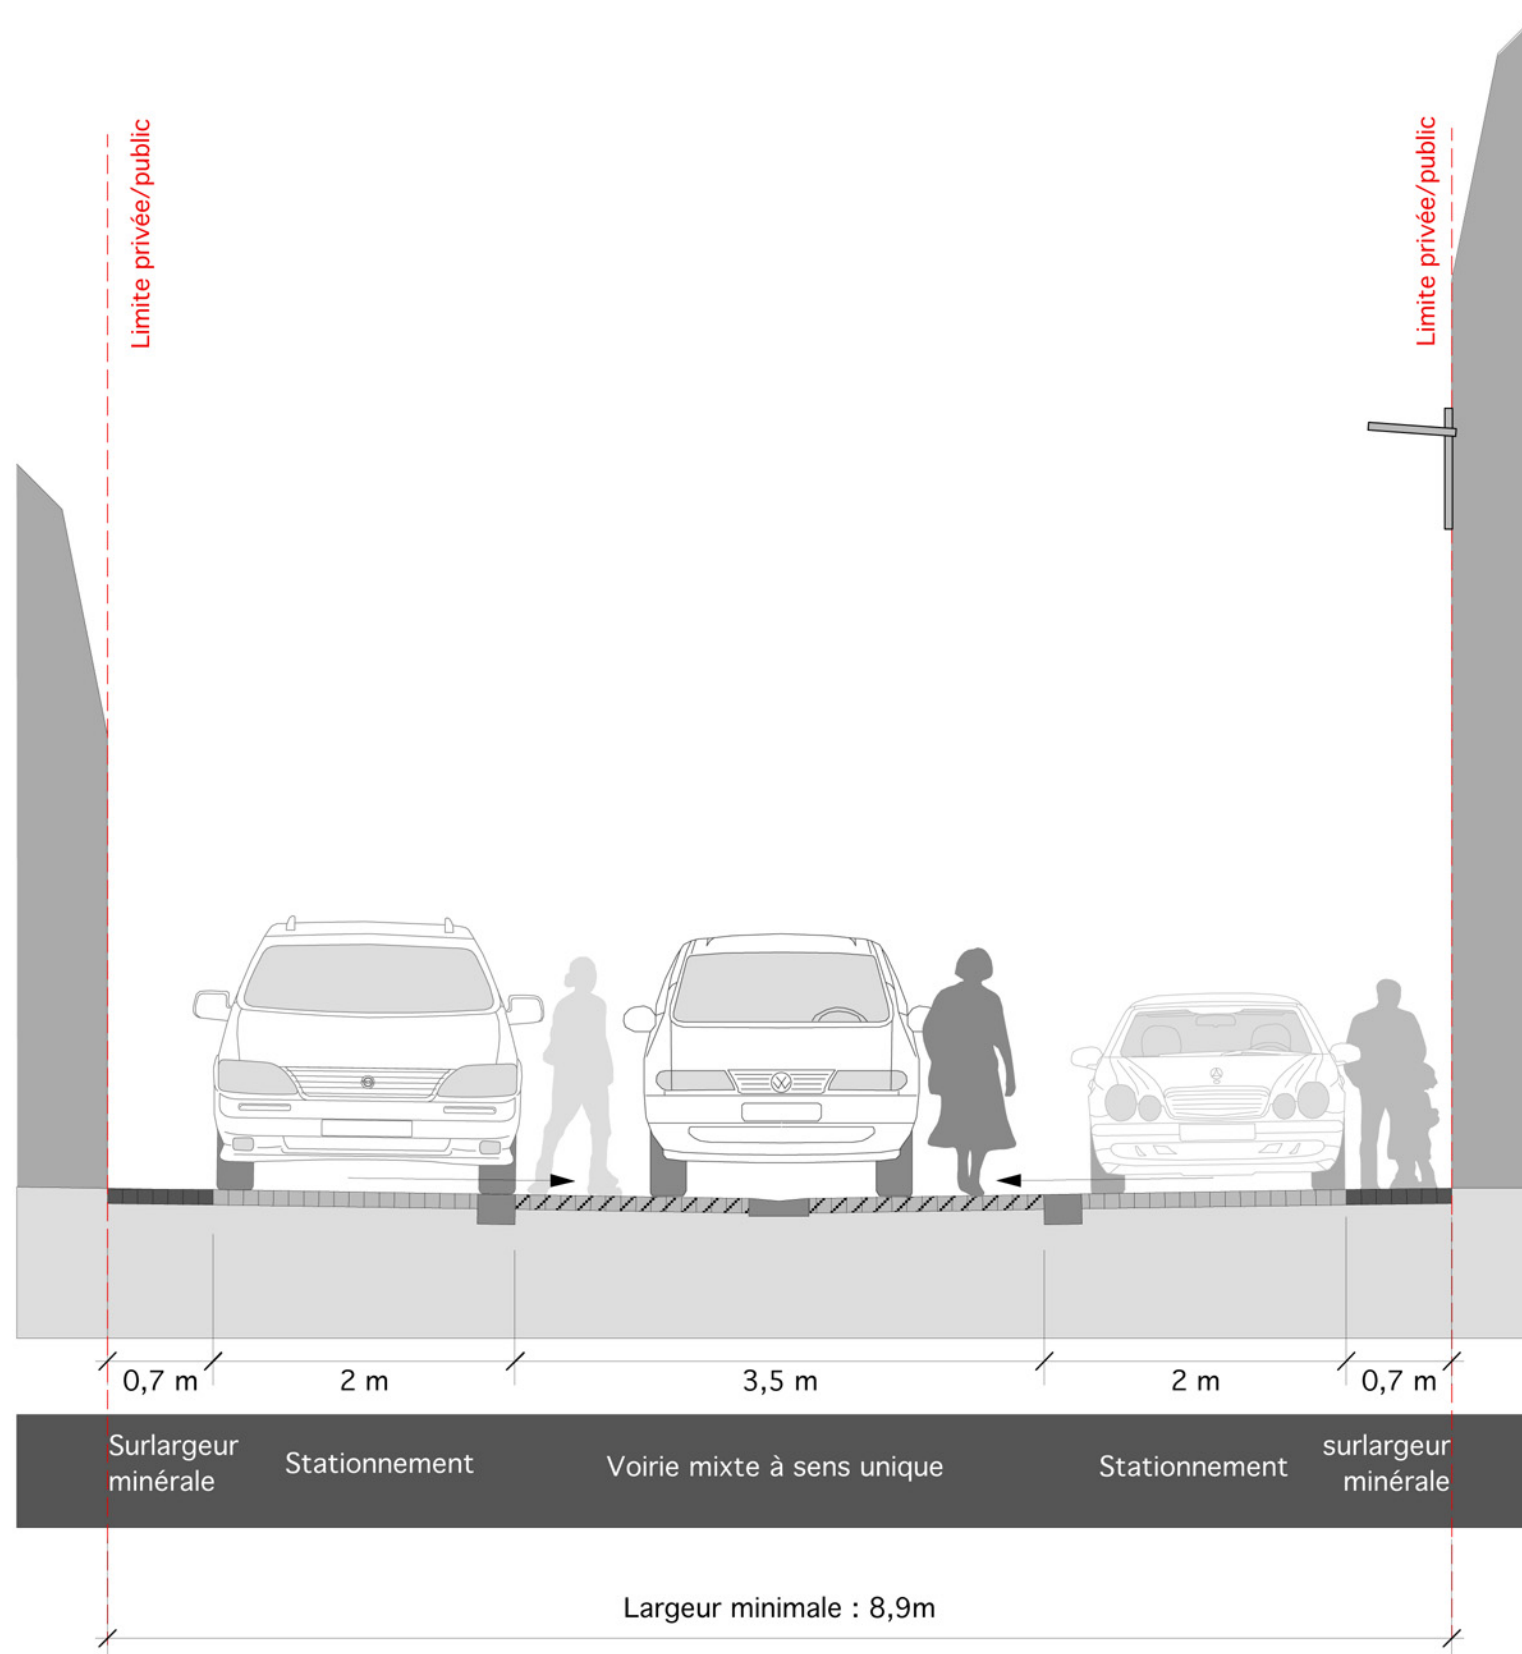 Limite privée/public
Limite privée/public
0,7 m
2 m
3,5 m
2 m
0,7 m
Surlargeur
minérale
Stationnement
Voirie mixte à sens unique
Stationnement
surlargeur
minérale
Largeur minimale : 8,9m